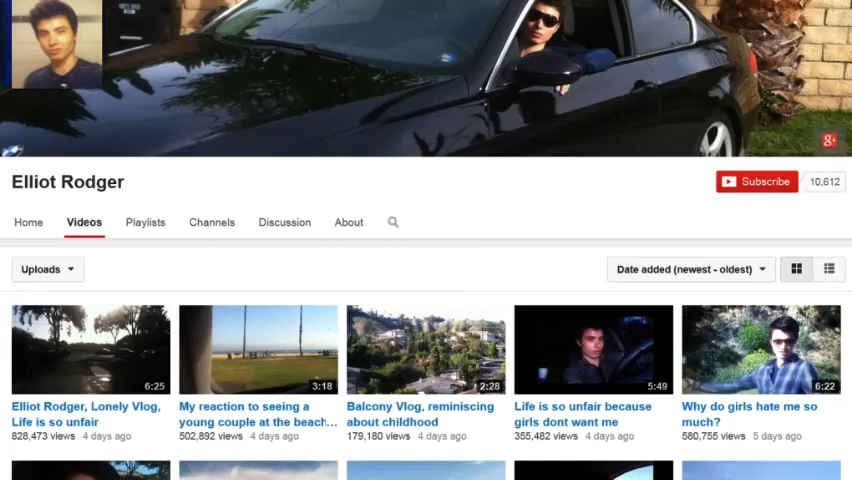 g+
Elliot Rodger
Subscribe 10,612
Home Videos Playlists Channels Discussion About
Uploads
Date added (newest - oldest)
6:25 3:18 2:28 5:49 6:22
Elliot Rodger, Lonely Vlog, Life is so unfair
828,473 views 4 days ago
My reaction to seeing a young couple at the beach...
502,892 views 4 days ago
Balcony Vlog, reminiscing about childhood
179,180 views 4 days ago
Life is so unfair because girls dont want me
355,482 views 4 days ago
Why do girls hate me so much?
580,755 views 5 days ago